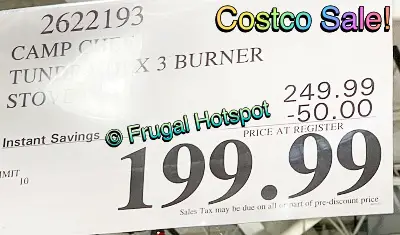 2622193
Costco Sale!
CAMP
X 3 BURNER
249.99
-50.00
Instant Savings
© Frugal Hotspot
PRICE AT REGISTER
199.99
10
Sales Tax may be due on all or part of pre-discount price